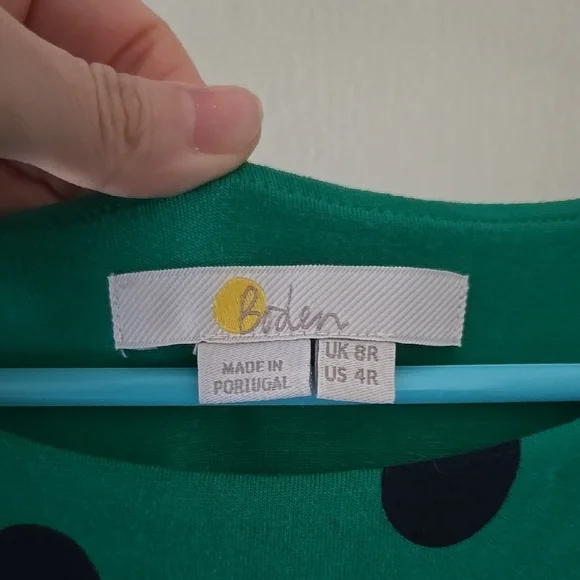 Boden
MADE IN
PORTUGAL
UK 8R
US 4R